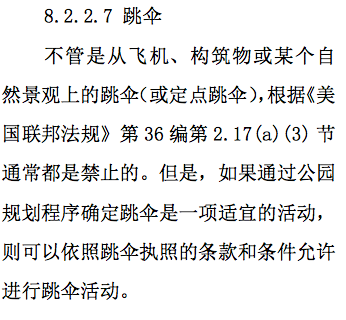 8.2.2.7 跳伞
不管是从飞机、构筑物或某个自
然景观上的跳伞(或定点跳伞),根据《美
国联邦法规》第 36 编第 2.17(a)(3) 节
通常都是禁止的。但是，如果通过公园
规划程序确定跳伞是一项适宜的活动，
则可以依照跳伞执照的条款和条件允许
进行跳伞活动。